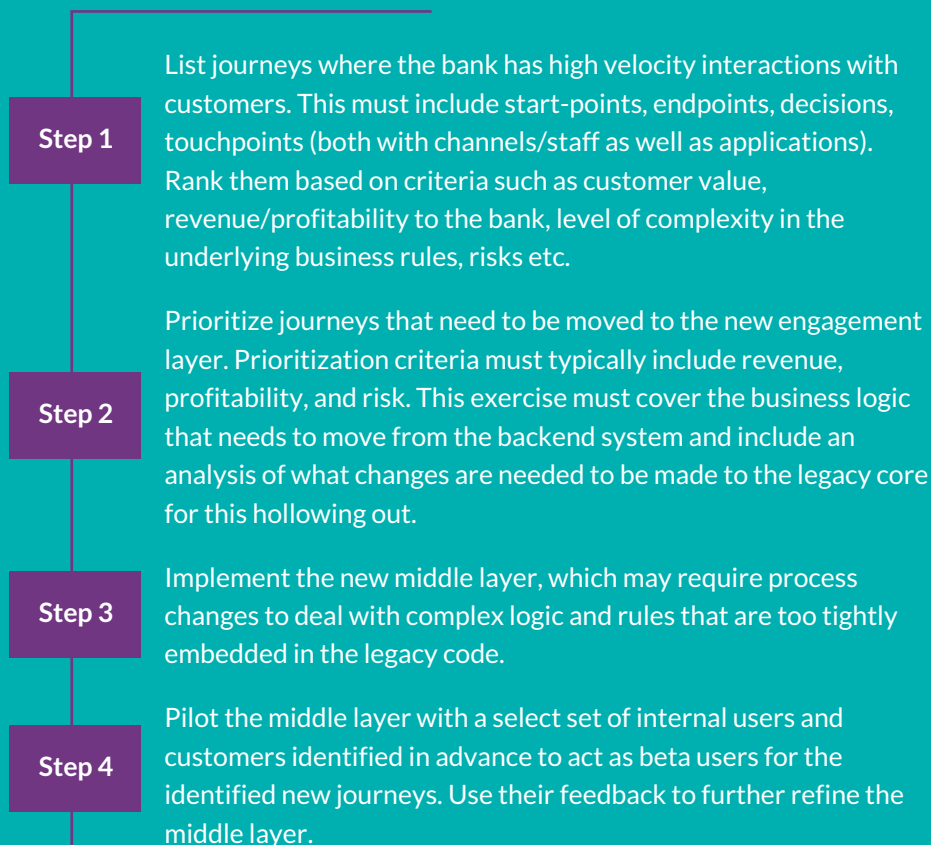 Step 1
List journeys where the bank has high velocity interactions with
customers. This must include start-points, endpoints, decisions,
touchpoints (both with channels/staff as well as applications).
Rank them based on criteria such as customer value,
revenue/profitability to the bank, level of complexity in the
underlying business rules, risks etc.
Step 2
Prioritize journeys that need to be moved to the new engagement
layer. Prioritization criteria must typically include revenue,
profitability, and risk. This exercise must cover the business logic
that needs to move from the backend system and include an
analysis of what changes are needed to be made to the legacy core
for this hollowing out.
Step 3
Implement the new middle layer, which may require process
changes to deal with complex logic and rules that are too tightly
embedded in the legacy code.
Step 4
Pilot the middle layer with a select set of internal users and
customers identified in advance to act as beta users for the
identified new journeys. Use their feedback to further refine the
middle layer.